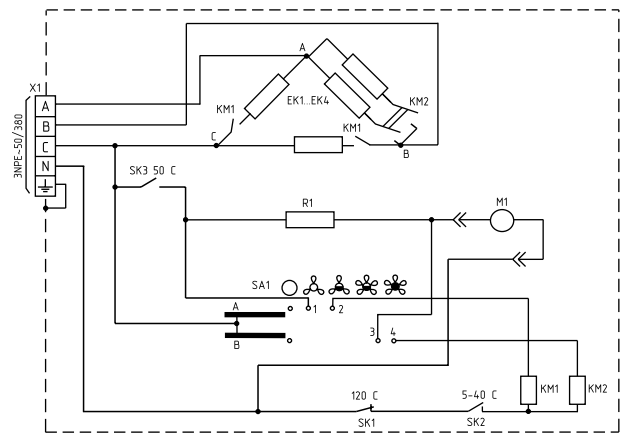 A
X1
A
B
C
N
3NPE~50/380
KM1
EK1...EK4
KM2
C
KM1
B
SK3 50 C
R1
M1
SA1
A
1
2
B
3
4
120 C
5-40 C
KM1
KM2
SK1
SK2